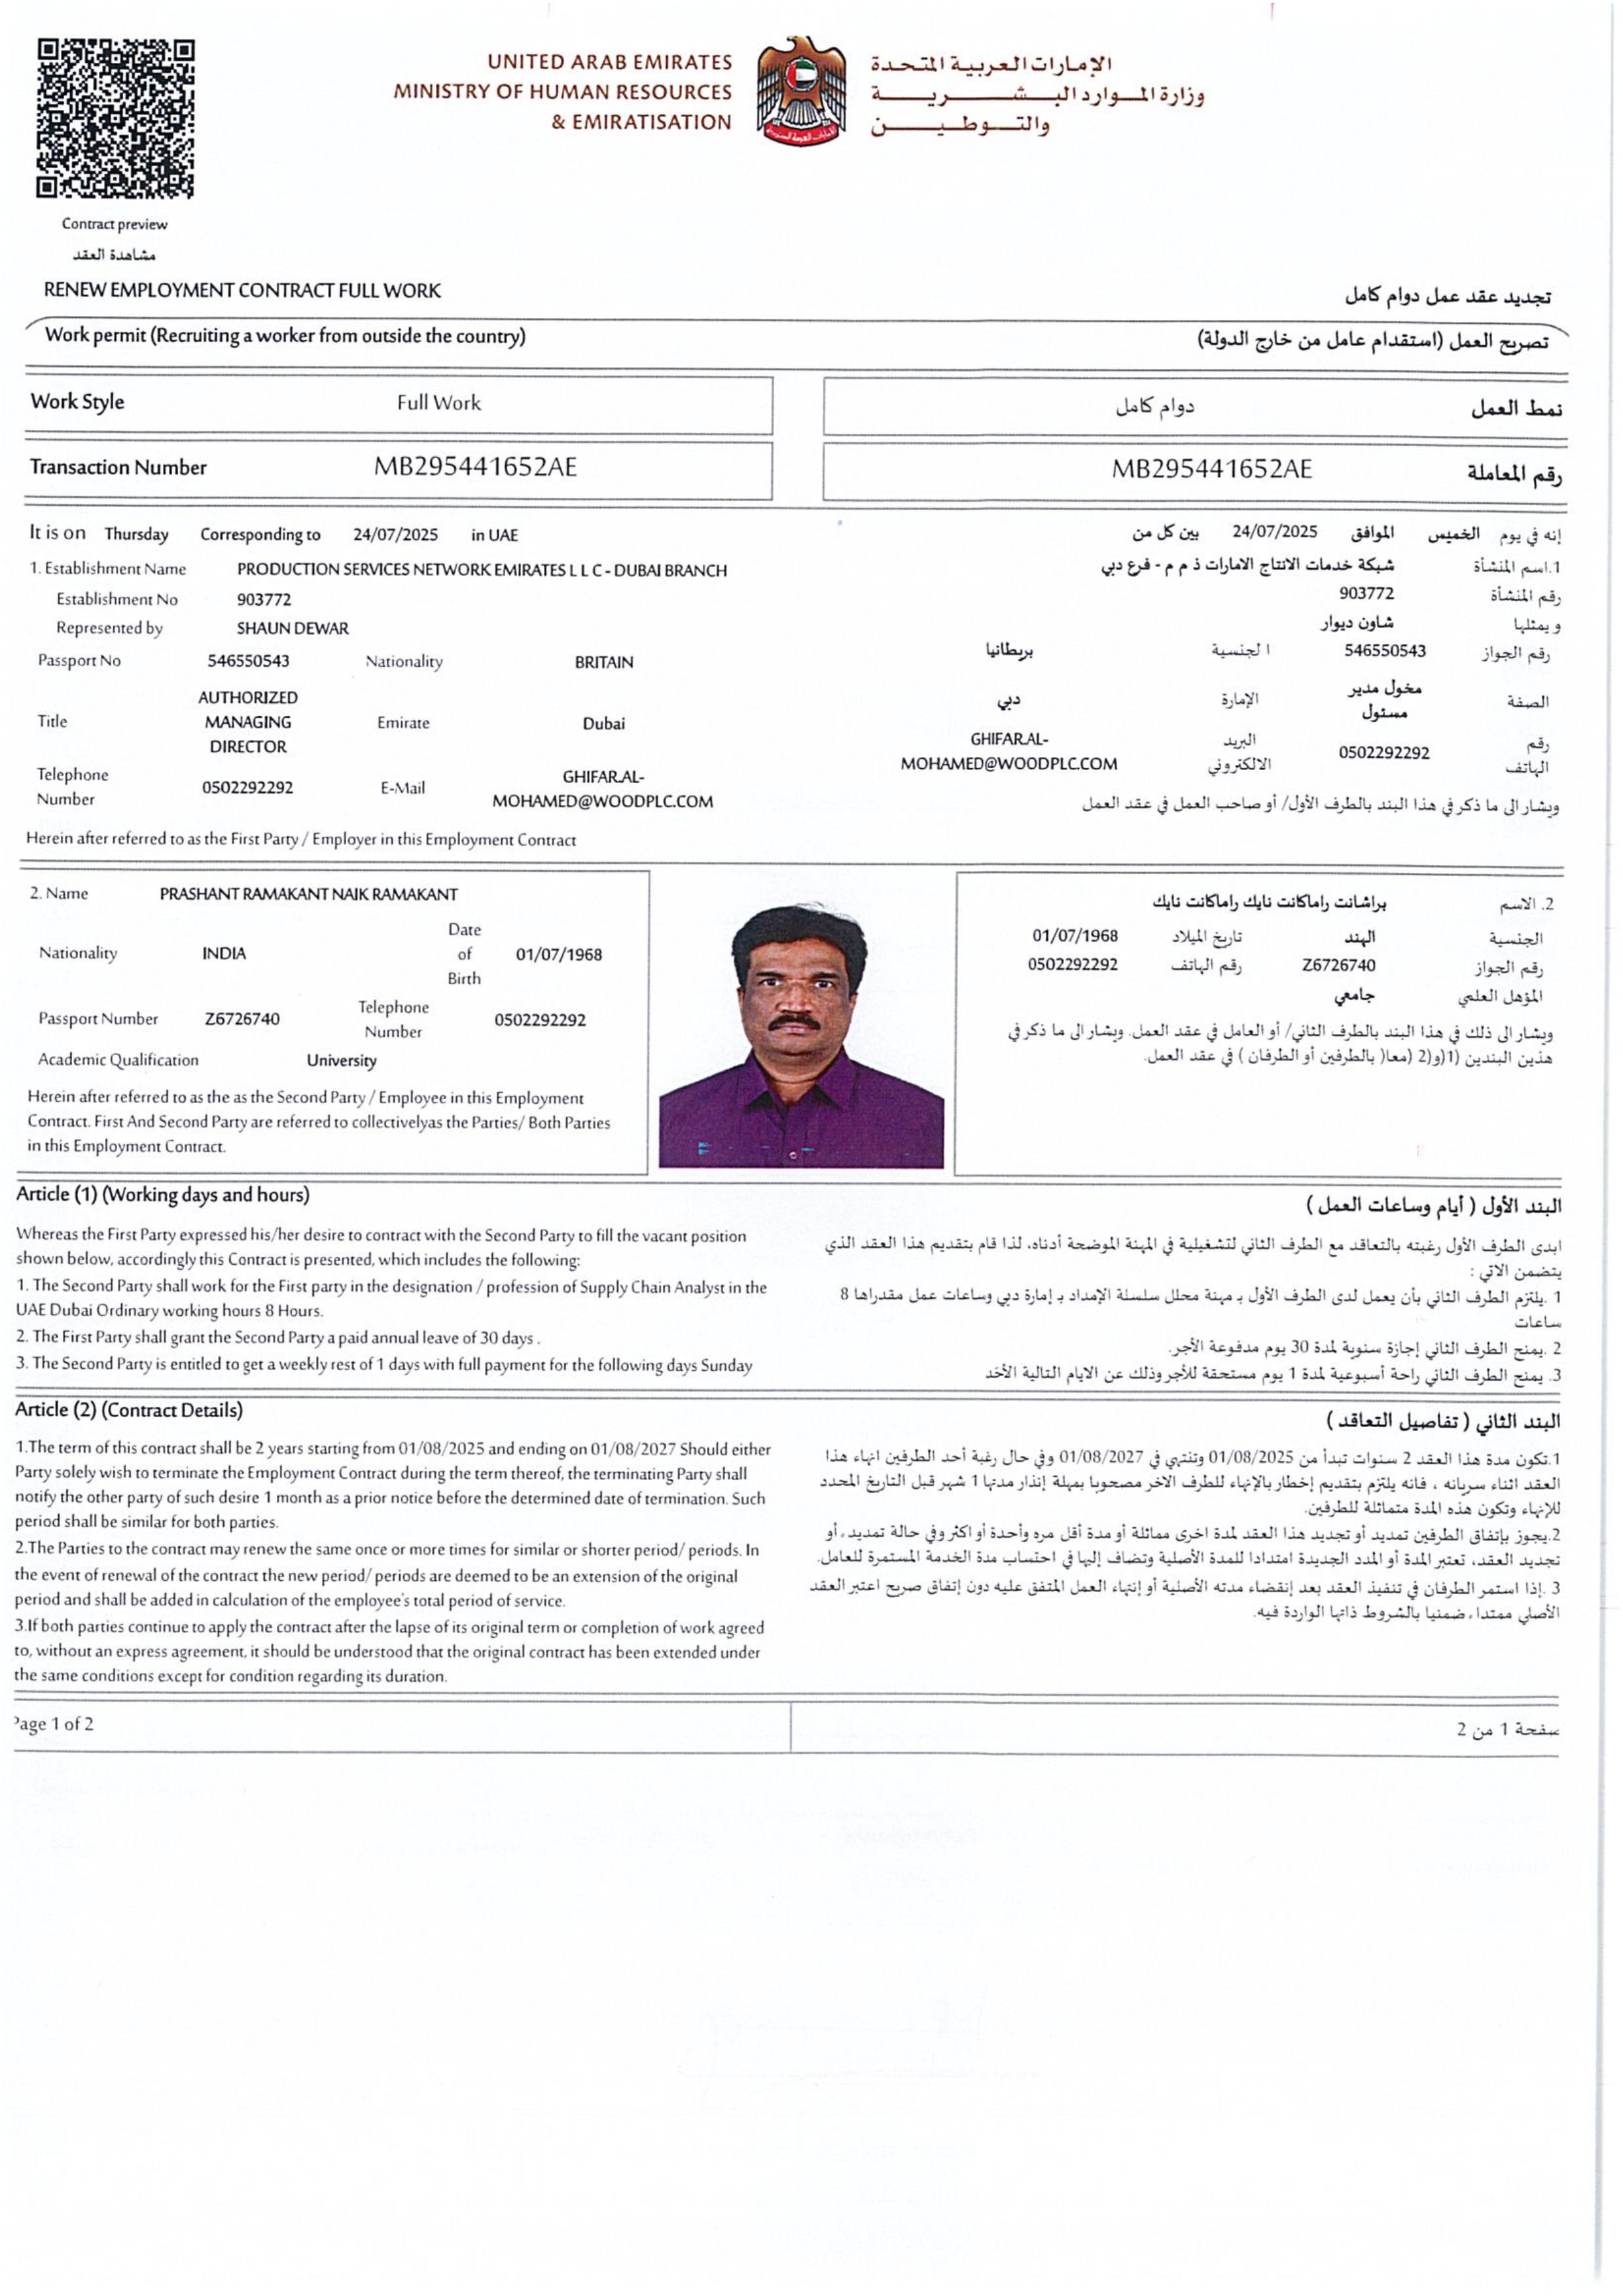 UNITED ARAB EMIRATES
MINISTRY OF HUMAN RESOURCES
& EMIRATISATION
الإمارات العربية المتحدة
وزارة الموارد البشرية
والتوطين
Contract preview
مشاهدة العقد
RENEW EMPLOYMENT CONTRACT FULL WORK
تجديد عقد عمل دوام كامل
Work permit (Recruiting a worker from outside the country)
تصريح العمل (استقدام عامل من خارج الدولة)
Work Style Full Work
نمط العمل دوام كامل
Transaction Number MB295441652AE
رقم المعاملة MB295441652AE
It is on Thursday Corresponding to 24/07/2025 in UAE
1. Establishment Name PRODUCTION SERVICES NETWORK EMIRATES L L C - DUBAI BRANCH
Establishment No 903772
Represented by SHAUN DEWAR
Passport No 546550543 Nationality BRITAIN
Title AUTHORIZED MANAGING DIRECTOR Emirate Dubai
Telephone Number 0502292292 E-Mail GHIFAR.AL-MOHAMED@WOODPLC.COM
Herein after referred to as the First Party / Employer in this Employment Contract
إنه في يوم الخميس الموافق 24/07/2025 بين كل من
1.اسم المنشأة شبكة خدمات الانتاج الامارات ذ م م - فرع دبي
رقم المنشأة 903772
و يمثلها شاون ديوار
رقم الجواز 546550543 ا لجنسية بريطانيا
الصفة مخول مدير مسئول الإمارة دبي
رقم الهاتف 0502292292 البريد الالكتروني GHIFAR.AL-MOHAMED@WOODPLC.COM
ويشار الى ما ذكر في هذا البند بالطرف الأول/ أو صاحب العمل في عقد العمل
2. Name PRASHANT RAMAKANT NAIK RAMAKANT
Nationality INDIA Date of Birth 01/07/1968
Passport Number Z6726740 Telephone Number 0502292292
Academic Qualification University
Herein after referred to as the as the Second Party / Employee in this Employment
Contract. First And Second Party are referred to collectivelyas the Parties/ Both Parties
in this Employment Contract.
2. الاسم براشانت راماكانت نايك راماكانت نايك
الجنسية الهند تاريخ الميلاد 01/07/1968
رقم الجواز Z6726740 رقم الهاتف 0502292292
المؤهل العلمي جامعي
ويشار الى ذلك في هذا البند بالطرف الثاني/ أو العامل في عقد العمل. ويشار الى ما ذكر في
هذين البندين (1)و(2 (معا( بالطرفين أو الطرفان ) في عقد العمل.
Article (1) (Working days and hours)
Whereas the First Party expressed his/her desire to contract with the Second Party to fill the vacant position
shown below, accordingly this Contract is presented, which includes the following:
1. The Second Party shall work for the First party in the designation / profession of Supply Chain Analyst in the
UAE Dubai Ordinary working hours 8 Hours.
2. The First Party shall grant the Second Party a paid annual leave of 30 days .
3. The Second Party is entitled to get a weekly rest of 1 days with full payment for the following days Sunday
البند الأول ( أيام وساعات العمل )
ابدى الطرف الأول رغبته بالتعاقد مع الطرف الثاني لتشغيلية في المهنة الموضحة أدناه، لذا قام بتقديم هذا العقد الذي
يتضمن الاتي :
1 .يلتزم الطرف الثاني بأن يعمل لدى الطرف الأول بـ مهنة محلل سلسلة الإمداد بـ إمارة دبي وساعات عمل مقدراها 8
ساعات
2 .يمنح الطرف الثاني إجازة سنوية لمدة 30 يوم مدفوعة الأجر.
3. يمنح الطرف الثاني راحة أسبوعية لمدة 1 يوم مستحقة للأجر وذلك عن الايام التالية الأحَد
Article (2) (Contract Details)
1.The term of this contract shall be 2 years starting from 01/08/2025 and ending on 01/08/2027 Should either
Party solely wish to terminate the Employment Contract during the term thereof, the terminating Party shall
notify the other party of such desire 1 month as a prior notice before the determined date of termination. Such
period shall be similar for both parties.
2.The Parties to the contract may renew the same once or more times for similar or shorter period/ periods. In
the event of renewal of the contract the new period/ periods are deemed to be an extension of the original
period and shall be added in calculation of the employee's total period of service.
3.If both parties continue to apply the contract after the lapse of its original term or completion of work agreed
to, without an express agreement, it should be understood that the original contract has been extended under
the same conditions except for condition regarding its duration.
البند الثاني ( تفاصيل التعاقد )
1.تكون مدة هذا العقد 2 سنوات تبدأ من 01/08/2025 وتنتهي في 01/08/2027 وفي حال رغبة أحد الطرفين انهاء هذا
العقد اثناء سريانه ، فانه يلتزم بتقديم إخطار بالإنهاء للطرف الاخر مصحوبا بمهلة إنذار مدتها 1 شهر قبل التاريخ المحدد
للإنهاء وتكون هذه المدة متماثلة للطرفين.
2.يجوز بإتفاق الطرفين تمديد أو تجديد هذا العقد لمدة اخرى مماثلة أو مدة أقل مره وأحدة أو اكثر وفي حالة تمديد، أو
تجديد العقد، تعتبر المدة أو المدد الجديدة امتدادا للمدة الأصلية وتضاف إليها في احتساب مدة الخدمة المستمرة للعامل.
3 .إذا استمر الطرفان في تنفيذ العقد بعد إنقضاء مدته الأصلية أو إنتهاء العمل المتفق عليه دون إتفاق صريح اعتبر العقد
الأصلي ممتدا، ضمنيا بالشروط ذاتها الواردة فيه.
Page 1 of 2
صفحة 1 من 2